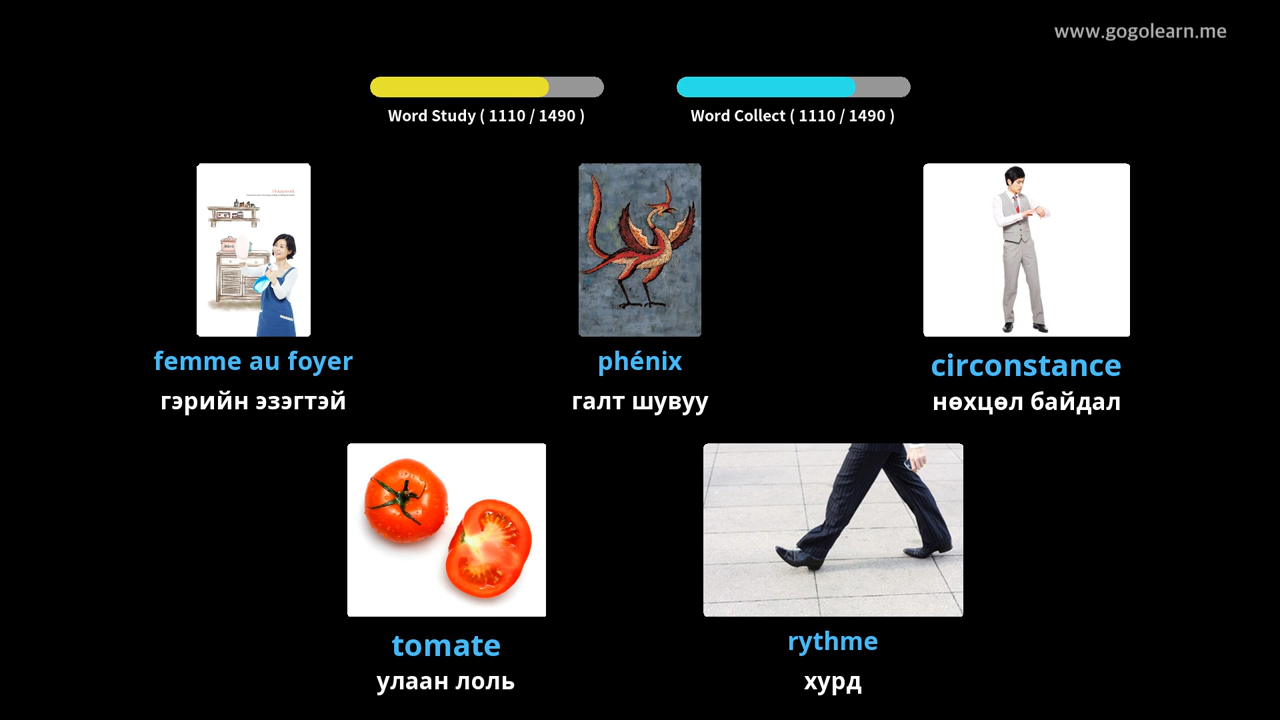 www.gogolearn.me
Word Study ( 1110 / 1490 )
Word Collect ( 1110 / 1490 )
femme au foyer
гэрийн эзэгтэй
phénix
галт шувуу
circonstance
нөхцөл байдал
tomate
улаан лоль
rythme
хурд